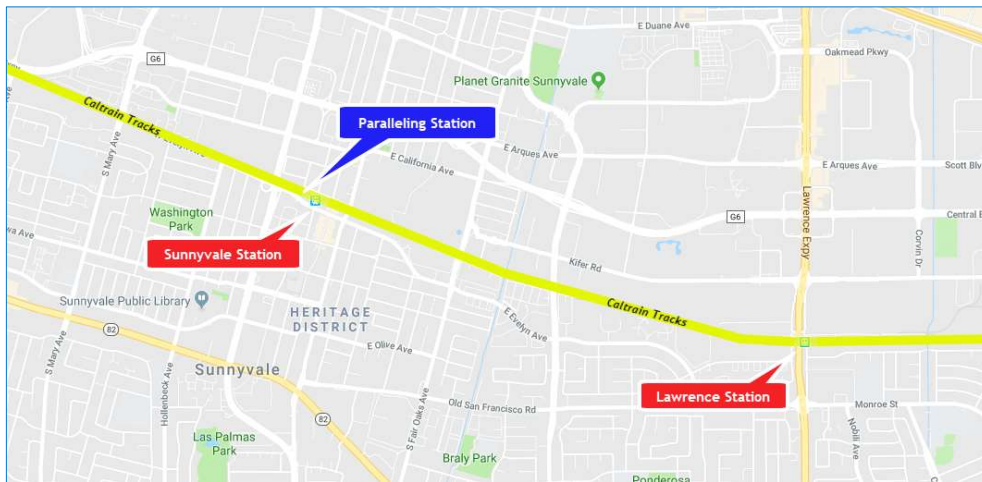 E Duane Ave
Oakmead Pkwy
G6
Planet Granite Sunnyvale
Caltrain Tracks
Paralleling Station
S Mary Ave
E California Ave
E Arques Ave
E Arques Ave
Scott Blv
Lawrence Expy
Washington
Park
G6
Central E
Sunnyvale Station
Corvin Dr
Kifer Rd
Sunnyvale Public Library
Caltrain Tracks
HERITAGE
DISTRICT
E Evelyn Ave
82
S Mary Ave
E Olive Ave
Sunnyvale
Hollenbeck Ave
Lawrence Station
Old San Francisco Rd
Monroe St
82
S Fair Oaks Ave
Nobili Ave
Las Palmas
Park
Braly Park
Ponderosa